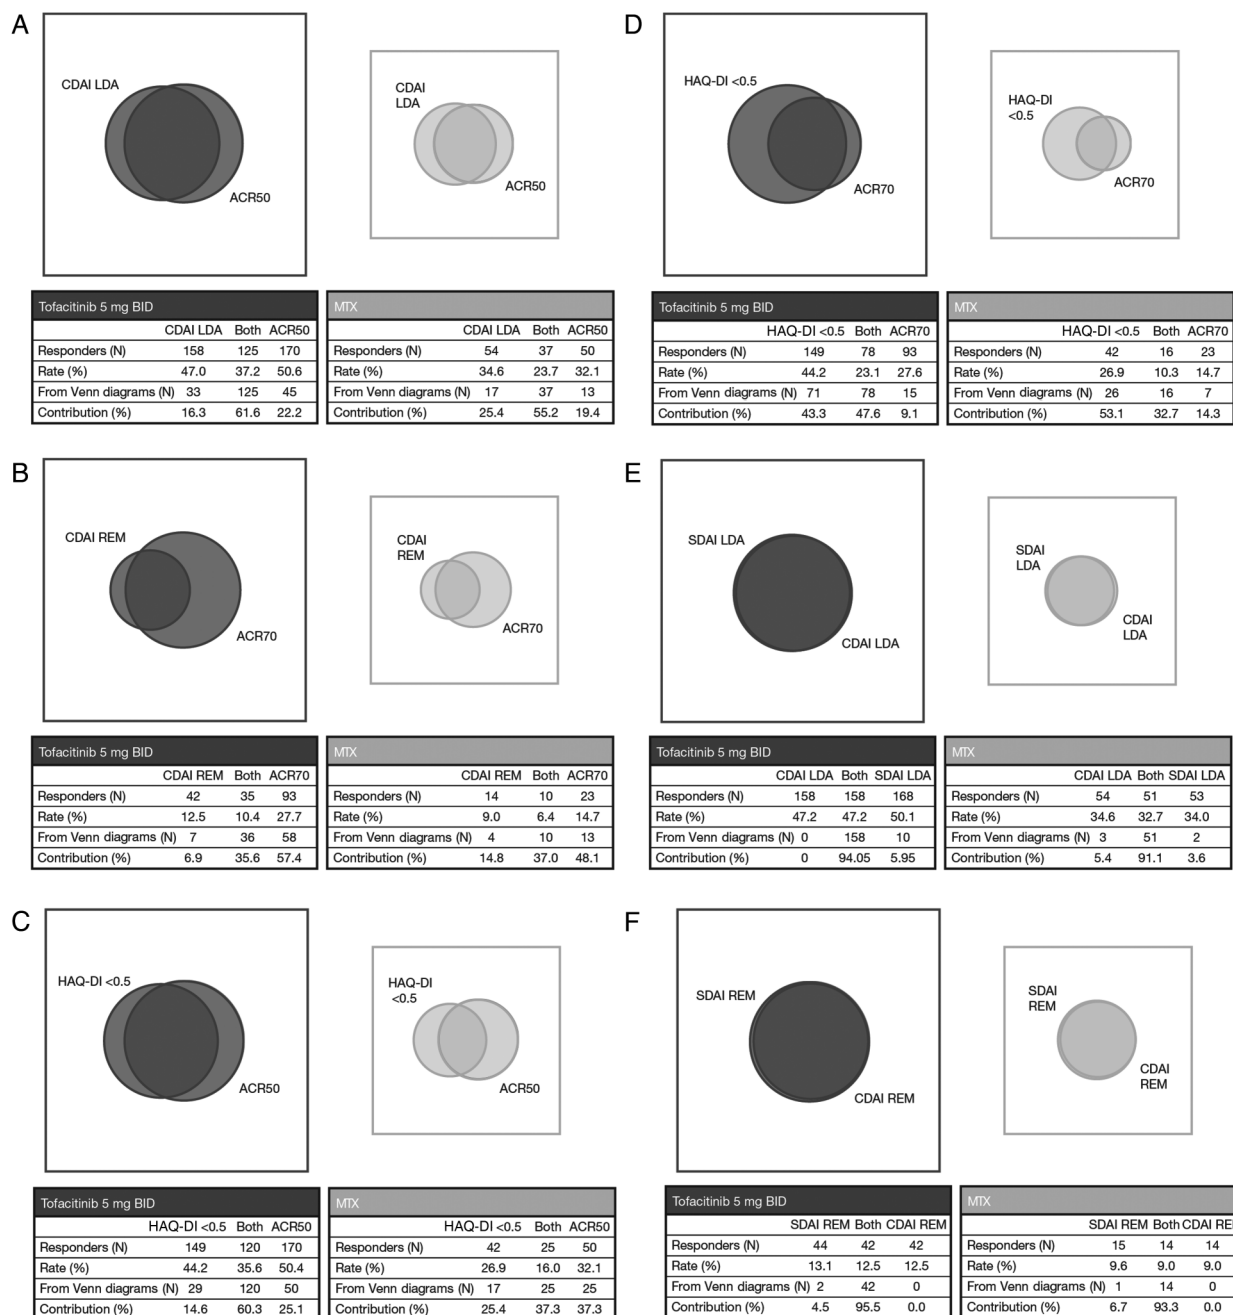 A
CDAI LDA
ACR50
CDAI
LDA
ACR50
Tofacitinib 5 mg BID
CDAI LDA Both ACR50
Responders (N) 158 125 170
Rate (%) 47.0 37.2 50.6
From Venn diagrams (N) 33 125 45
Contribution (%) 16.3 61.6 22.2
MTX
CDAI LDA Both ACR50
Responders (N) 54 37 50
Rate (%) 34.6 23.7 32.1
From Venn diagrams (N) 17 37 13
Contribution (%) 25.4 55.2 19.4
B
CDAI REM
ACR70
CDAI
REM
ACR70
Tofacitinib 5 mg BID
CDAI REM Both ACR70
Responders (N) 42 35 93
Rate (%) 12.5 10.4 27.7
From Venn diagrams (N) 7 36 58
Contribution (%) 6.9 35.6 57.4
MTX
CDAI REM Both ACR70
Responders (N) 14 10 23
Rate (%) 9.0 6.4 14.7
From Venn diagrams (N) 4 10 13
Contribution (%) 14.8 37.0 48.1
C
HAQ-DI <0.5
ACR50
HAQ-DI
<0.5
ACR50
Tofacitinib 5 mg BID
HAQ-DI <0.5 Both ACR50
Responders (N) 149 120 170
Rate (%) 44.2 35.6 50.4
From Venn diagrams (N) 29 120 50
Contribution (%) 14.6 60.3 25.1
MTX
HAQ-DI <0.5 Both ACR50
Responders (N) 42 25 50
Rate (%) 26.9 16.0 32.1
From Venn diagrams (N) 17 25 25
Contribution (%) 25.4 37.3 37.3
D
HAQ-DI <0.5
ACR70
HAQ-DI
<0.5
ACR70
Tofacitinib 5 mg BID
HAQ-DI <0.5 Both ACR70
Responders (N) 149 78 93
Rate (%) 44.2 23.1 27.6
From Venn diagrams (N) 71 78 15
Contribution (%) 43.3 47.6 9.1
MTX
HAQ-DI <0.5 Both ACR70
Responders (N) 42 16 23
Rate (%) 26.9 10.3 14.7
From Venn diagrams (N) 26 16 7
Contribution (%) 53.1 32.7 14.3
E
SDAI LDA
CDAI LDA
SDAI
LDA
CDAI
LDA
Tofacitinib 5 mg BID
CDAI LDA Both SDAI LDA
Responders (N) 158 158 168
Rate (%) 47.2 47.2 50.1
From Venn diagrams (N) 0 158 10
Contribution (%) 0 94.05 5.95
MTX
CDAI LDA Both SDAI LDA
Responders (N) 54 51 53
Rate (%) 34.6 32.7 34.0
From Venn diagrams (N) 3 51 2
Contribution (%) 5.4 91.1 3.6
F
SDAI REM
CDAI REM
SDAI
REM
CDAI
REM
Tofacitinib 5 mg BID
SDAI REM Both CDAI REM
Responders (N) 44 42 42
Rate (%) 13.1 12.5 12.5
From Venn diagrams (N) 2 42 0
Contribution (%) 4.5 95.5 0.0
MTX
SDAI REM Both CDAI RE
Responders (N) 15 14 14
Rate (%) 9.6 9.0 9.0
From Venn diagrams (N) 1 14 0
Contribution (%) 6.7 93.3 0.0